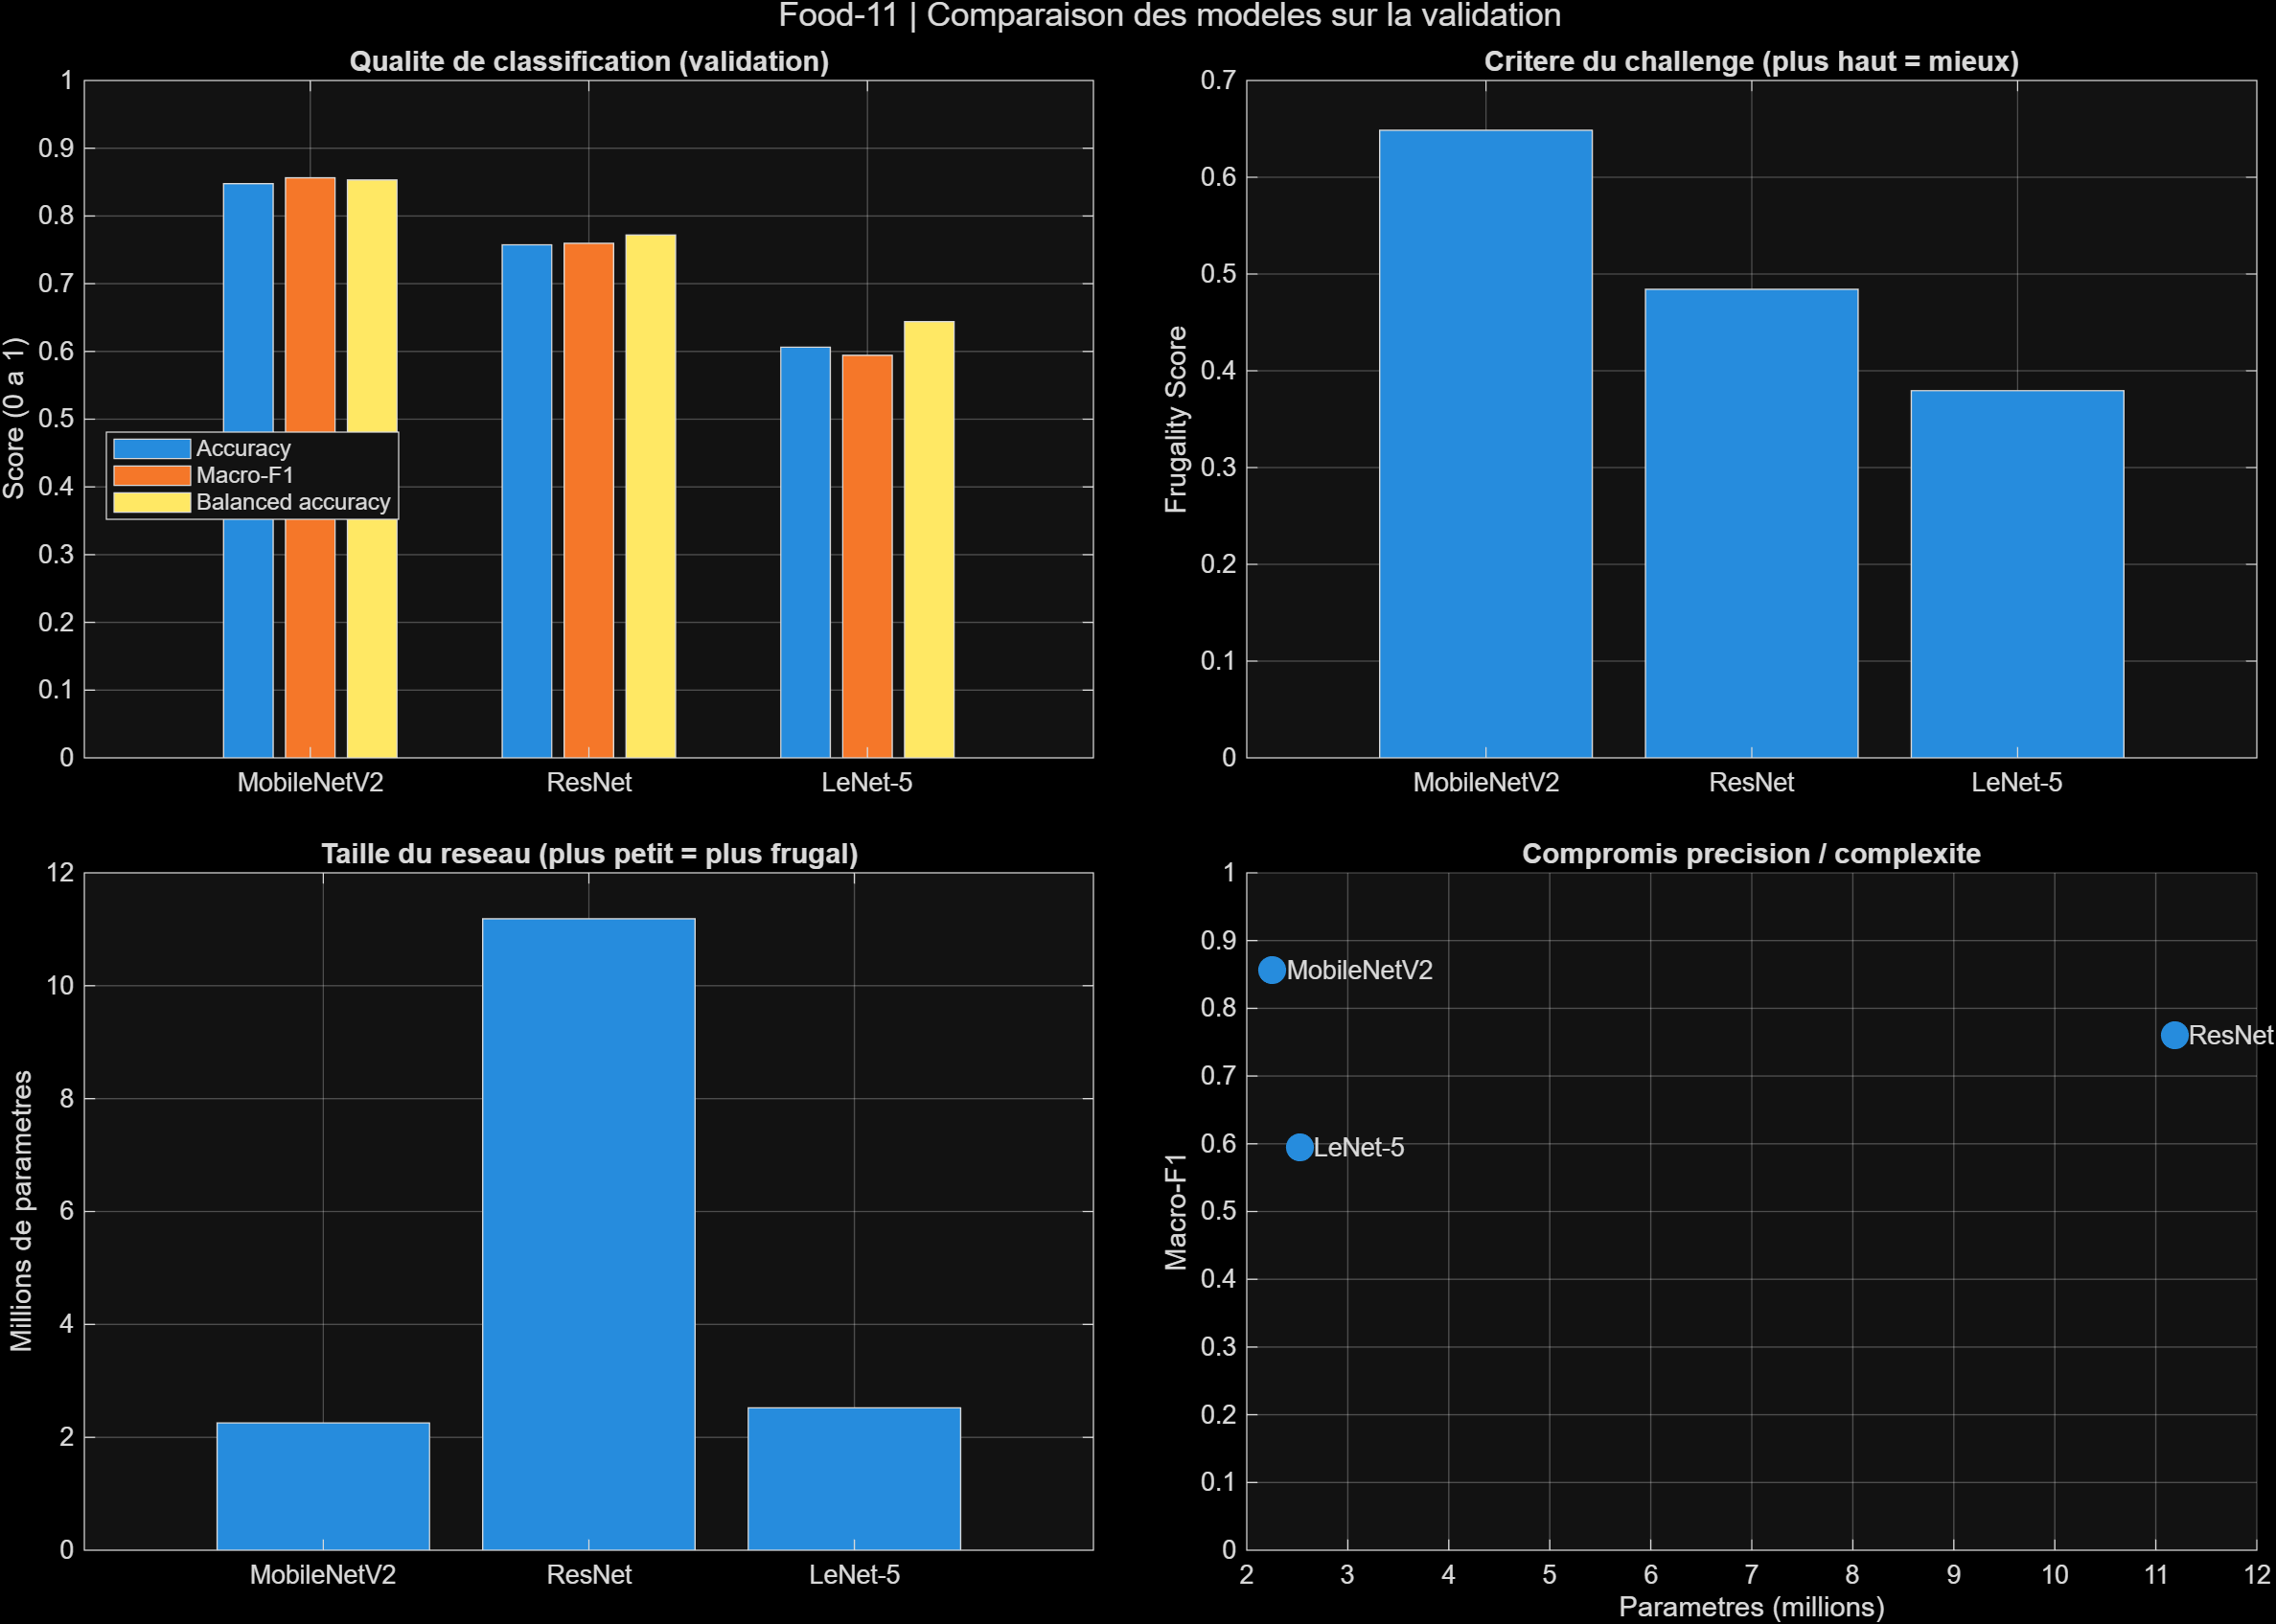 Food-11 | Comparaison des modeles sur la validation
Qualite de classification (validation)
Score (0 a 1)
1
0.9
0.8
0.7
0.6
0.5
0.4
0.3
0.2
0.1
0
Accuracy
Macro-F1
Balanced accuracy
MobileNetV2 ResNet LeNet-5
Critere du challenge (plus haut = mieux)
Frugality Score
0.7
0.6
0.5
0.4
0.3
0.2
0.1
0
MobileNetV2 ResNet LeNet-5
Taille du reseau (plus petit = plus frugal)
Millions de parametres
12
10
8
6
4
2
0
MobileNetV2 ResNet LeNet-5
Compromis precision / complexite
Macro-F1
1
0.9
0.8
0.7
0.6
0.5
0.4
0.3
0.2
0.1
0
MobileNetV2
ResNet
LeNet-5
2 3 4 5 6 7 8 9 10 11 12
Parametres (millions)